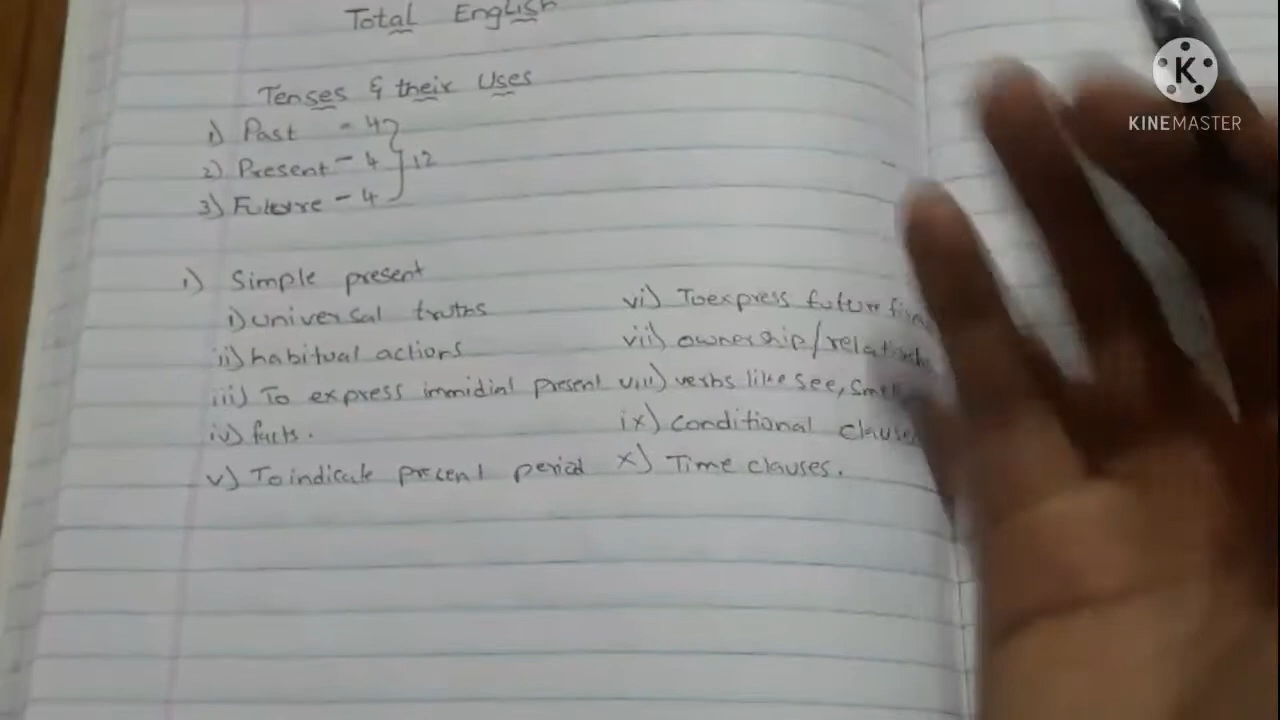 Total English
Tenses & their Uses
1) Past - 4
2) Present - 4 } 12
3) Future - 4
1) Simple present
i) universal truths
ii) habitual actions
iii) To express immidial present
iv) facts.
v) To indicate present period
vi) To express future
vii) ownership/
viii) verbs like see,
ix) conditional
x) Time clauses.
K
KINEMASTER